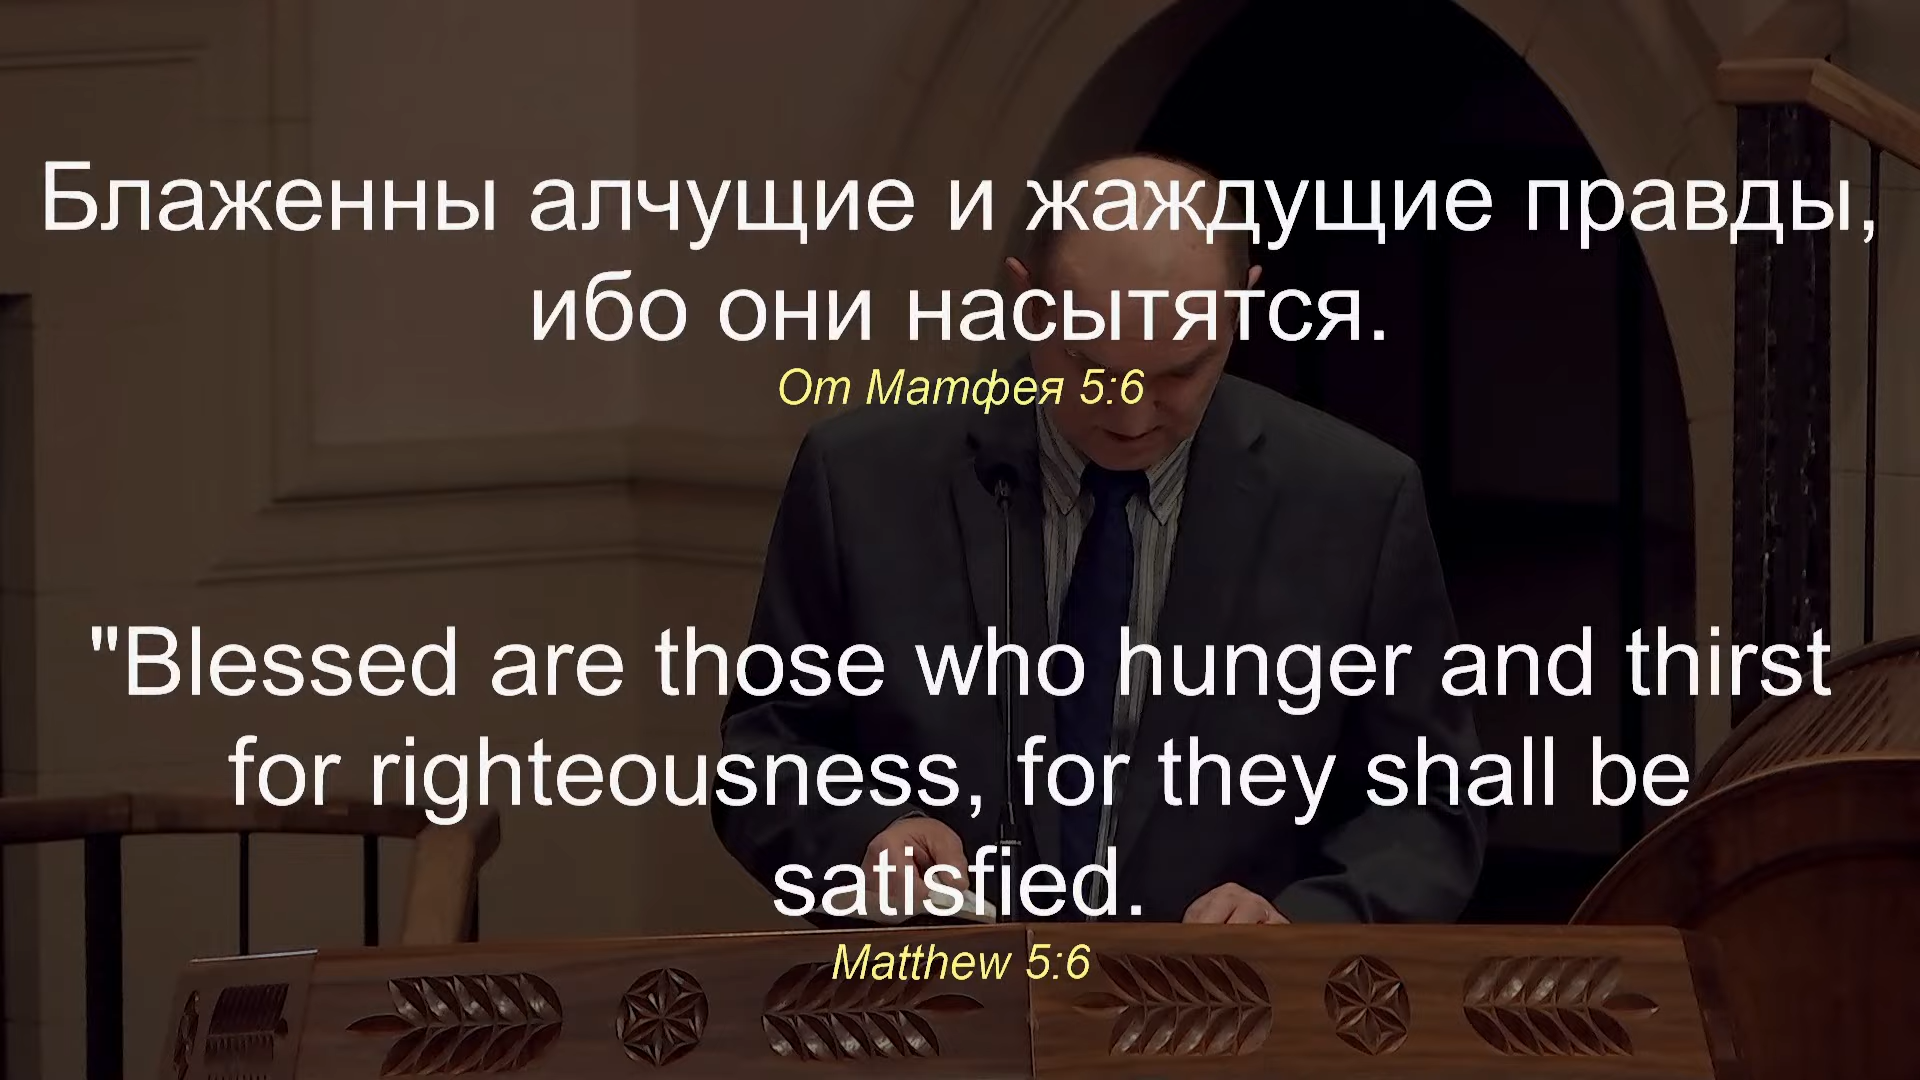 Блаженны алчущие и жаждущие правды,
ибо они насытятся.
От Матфея 5:6
"Blessed are those who hunger and thirst
for righteousness, for they shall be
satisfied.
Matthew 5:6